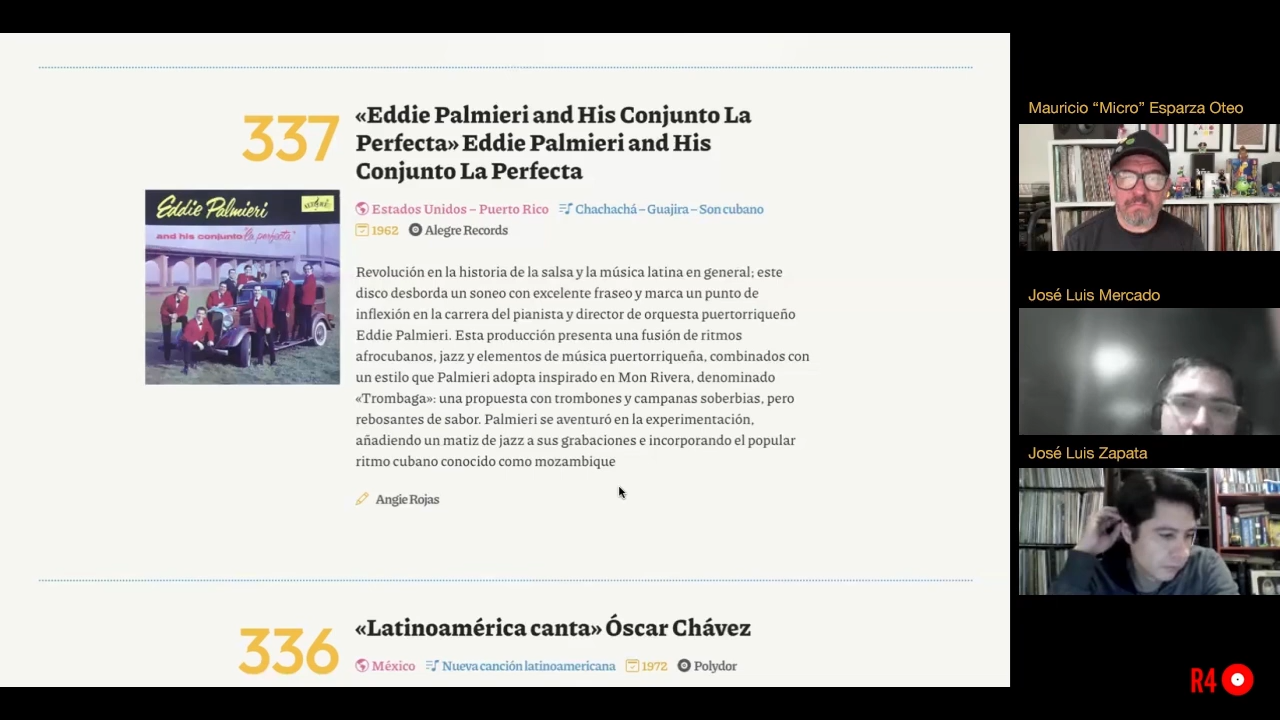 337
«Eddie Palmieri and His Conjunto La
Perfecta» Eddie Palmieri and His
Conjunto La Perfecta
Estados Unidos – Puerto Rico Chachachá – Guajira – Son cubano
1962 Alegre Records
Eddie Palmieri
and his conjunto "la perfecta"
Revolución en la historia de la salsa y la música latina en general; este
disco desborda un soneo con excelente fraseo y marca un punto de
inflexión en la carrera del pianista y director de orquesta puertorriqueño
Eddie Palmieri. Esta producción presenta una fusión de ritmos
afrocubanos, jazz y elementos de música puertorriqueña, combinados con
un estilo que Palmieri adopta inspirado en Mon Rivera, denominado
«Trombaga»: una propuesta con trombones y campanas soberbias, pero
rebosantes de sabor. Palmieri se aventuró en la experimentación,
añadiendo un matiz de jazz a sus grabaciones e incorporando el popular
ritmo cubano conocido como mozambique
Angie Rojas
336
«Latinoamérica canta» Óscar Chávez
México Nueva canción latinoamericana 1972 Polydor
Mauricio “Micro” Esparza Oteo
José Luis Mercado
José Luis Zapata
R4